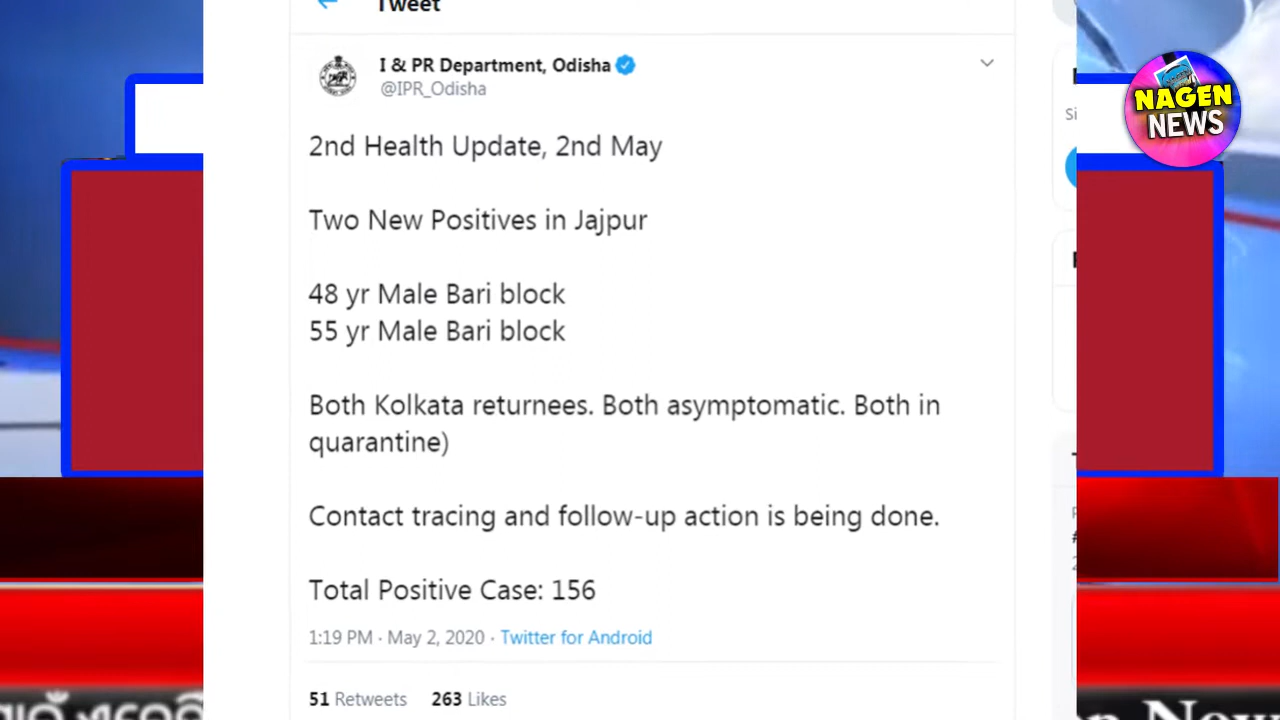 Tweet
I & PR Department, Odisha
@IPR_Odisha
NAGEN
NEWS
2nd Health Update, 2nd May
Two New Positives in Jajpur
48 yr Male Bari block
55 yr Male Bari block
Both Kolkata returnees. Both asymptomatic. Both in
quarantine)
Contact tracing and follow-up action is being done.
Total Positive Case: 156
1:19 PM · May 2, 2020 · Twitter for Android
51 Retweets 263 Likes